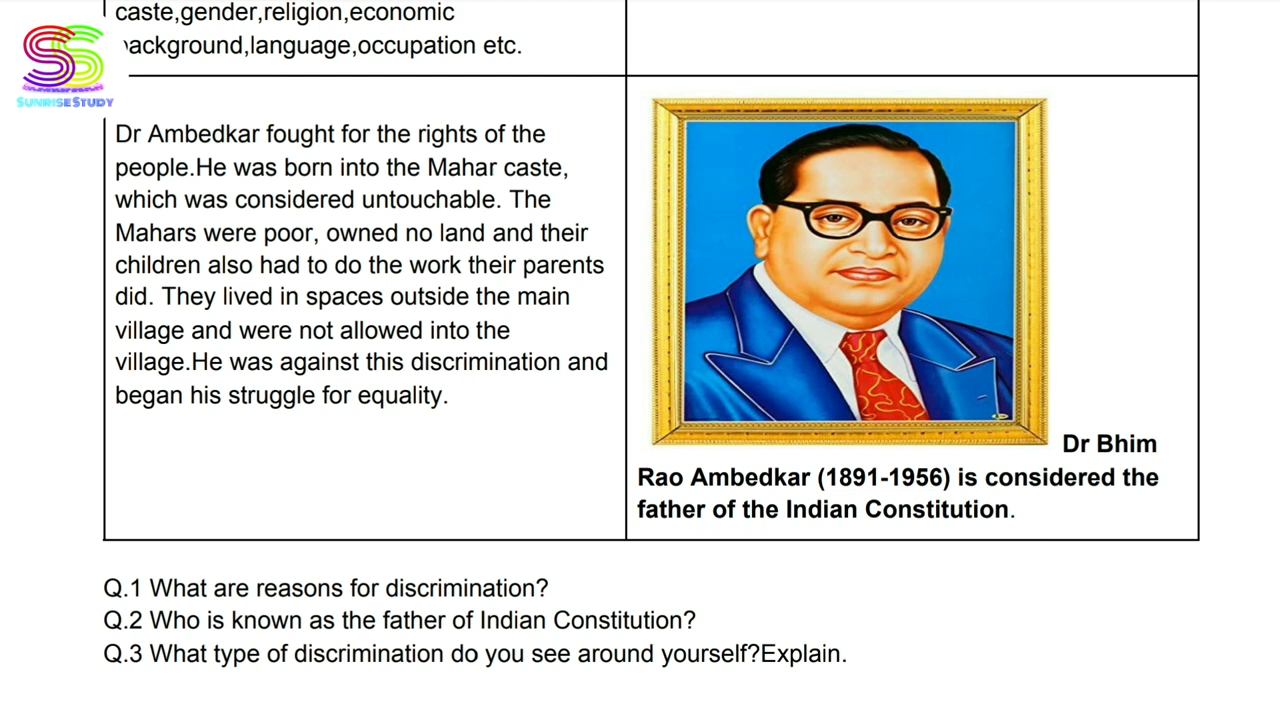 caste,gender,religion,economic
background,language,occupation etc.
SUNRISE STUDY
Dr Ambedkar fought for the rights of the
people.He was born into the Mahar caste,
which was considered untouchable. The
Mahars were poor, owned no land and their
children also had to do the work their parents
did. They lived in spaces outside the main
village and were not allowed into the
village.He was against this discrimination and
began his struggle for equality.
Dr Bhim
Rao Ambedkar (1891-1956) is considered the
father of the Indian Constitution.
Q.1 What are reasons for discrimination?
Q.2 Who is known as the father of Indian Constitution?
Q.3 What type of discrimination do you see around yourself?Explain.